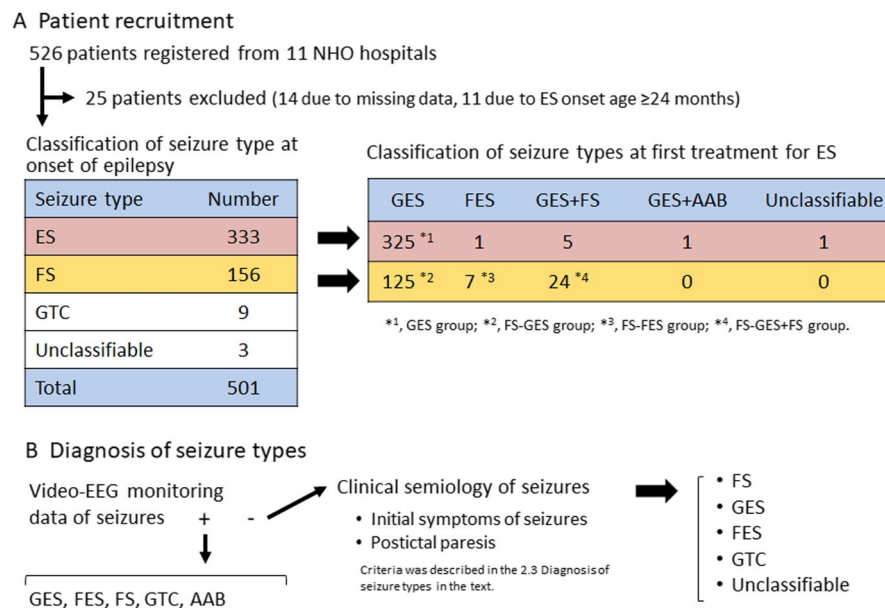 A Patient recruitment
526 patients registered from 11 NHO hospitals
25 patients excluded (14 due to missing data, 11 due to ES onset age ≥24 months)
Classification of seizure type at
onset of epilepsy
Seizure type Number
ES 333
FS 156
GTC 9
Unclassifiable 3
Total 501
Classification of seizure types at first treatment for ES
GES FES GES+FS GES+AAB Unclassifiable
325 *1 1 5 1 1
125 *2 7 *3 24 *4 0 0
*1, GES group; *2, FS-GES group; *3, FS-FES group; *4, FS-GES+FS group.
B Diagnosis of seizure types
Video-EEG monitoring
data of seizures + -
GES, FES, FS, GTC, AAB
Clinical semiology of seizures
• Initial symptoms of seizures
• Postictal paresis
Criteria was described in the 2.3 Diagnosis of
seizure types in the text.
• FS
• GES
• FES
• GTC
• Unclassifiable